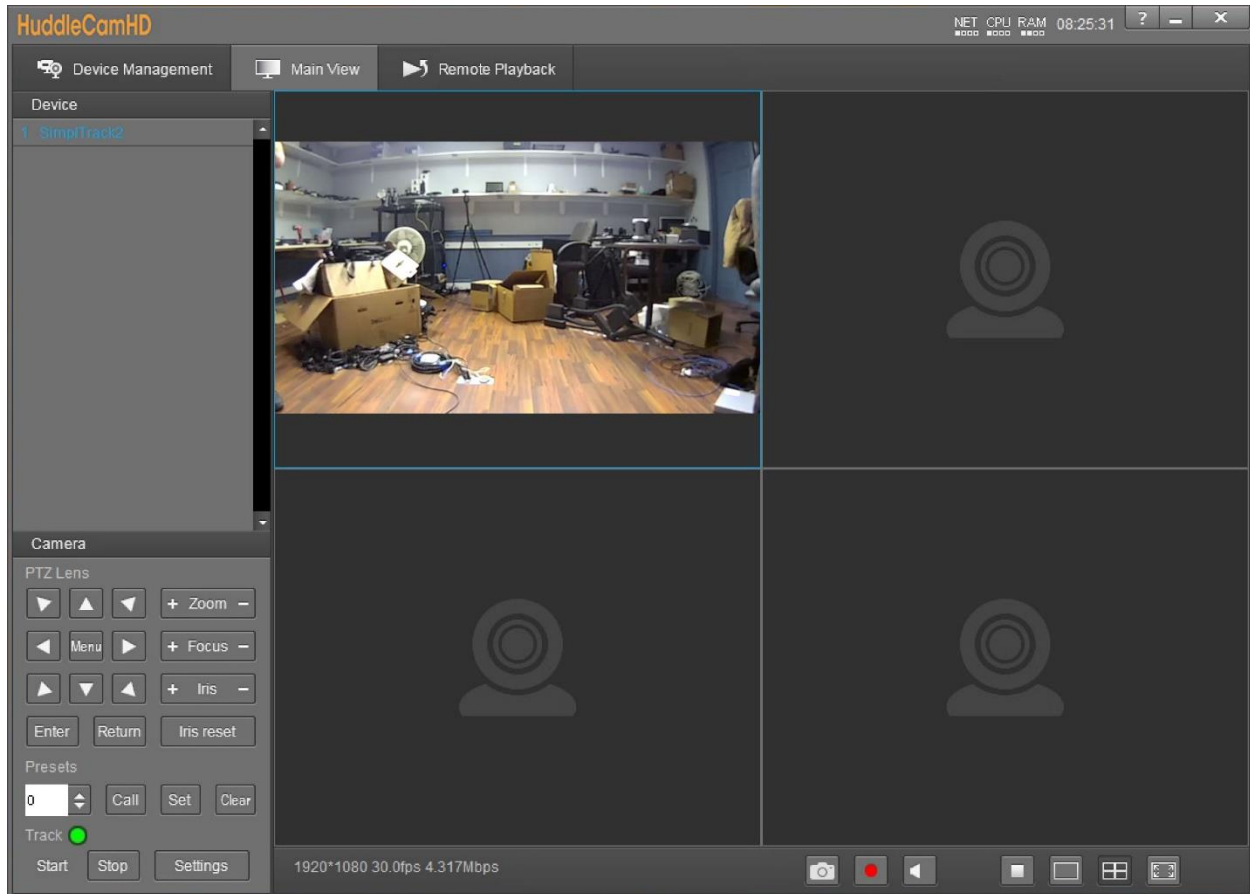 HuddleCamHD
NET CPU RAM 08:25:31 ?
Device Management Main View Remote Playback
Device
1 SimplTrack2
Camera
PTZ Lens
+ Zoom -
Menu + Focus -
+ Iris -
Enter Return Iris reset
Presets
0 Call Set Clear
Track
Start Stop Settings
1920*1080 30.0fps 4.317Mbps